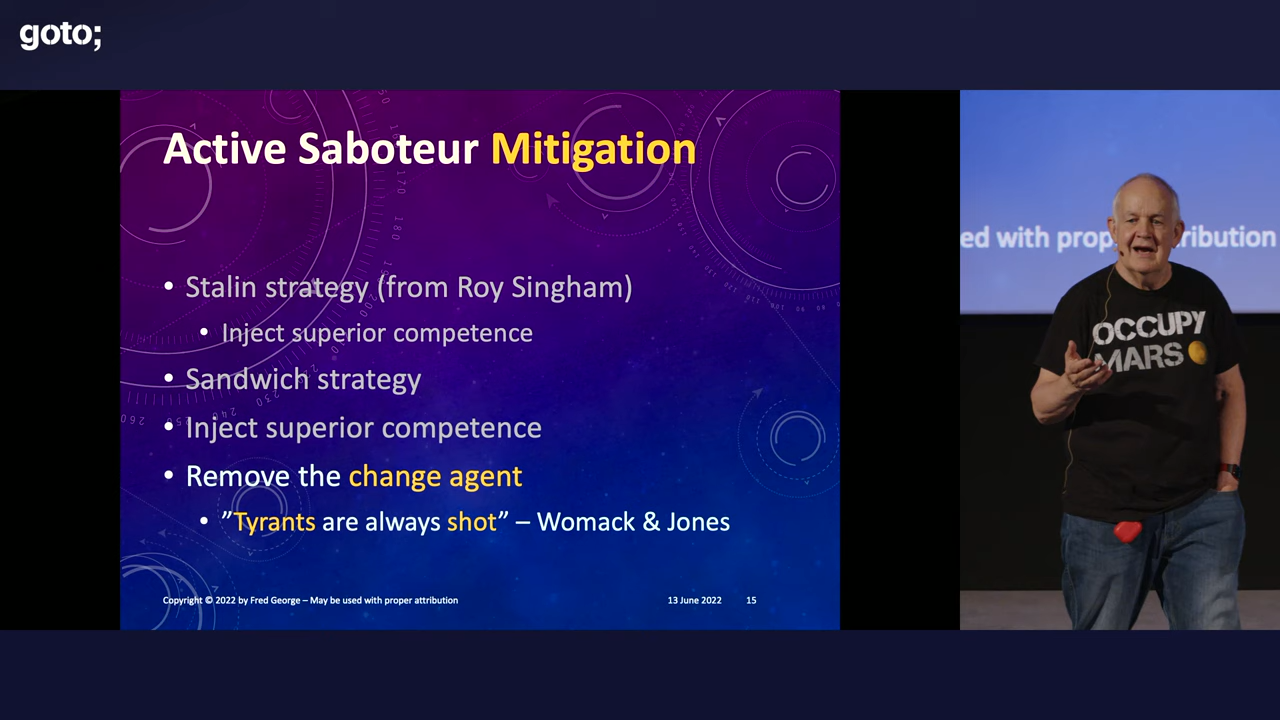 goto;
Active Saboteur Mitigation
• Stalin strategy (from Roy Singham)
• Inject superior competence
• Sandwich strategy
• Inject superior competence
• Remove the change agent
• ”Tyrants are always shot” – Womack & Jones
Copyright © 2022 by Fred George – May be used with proper attribution
13 June 2022
15
ed with prop
ribution
OCCUPY
MARS